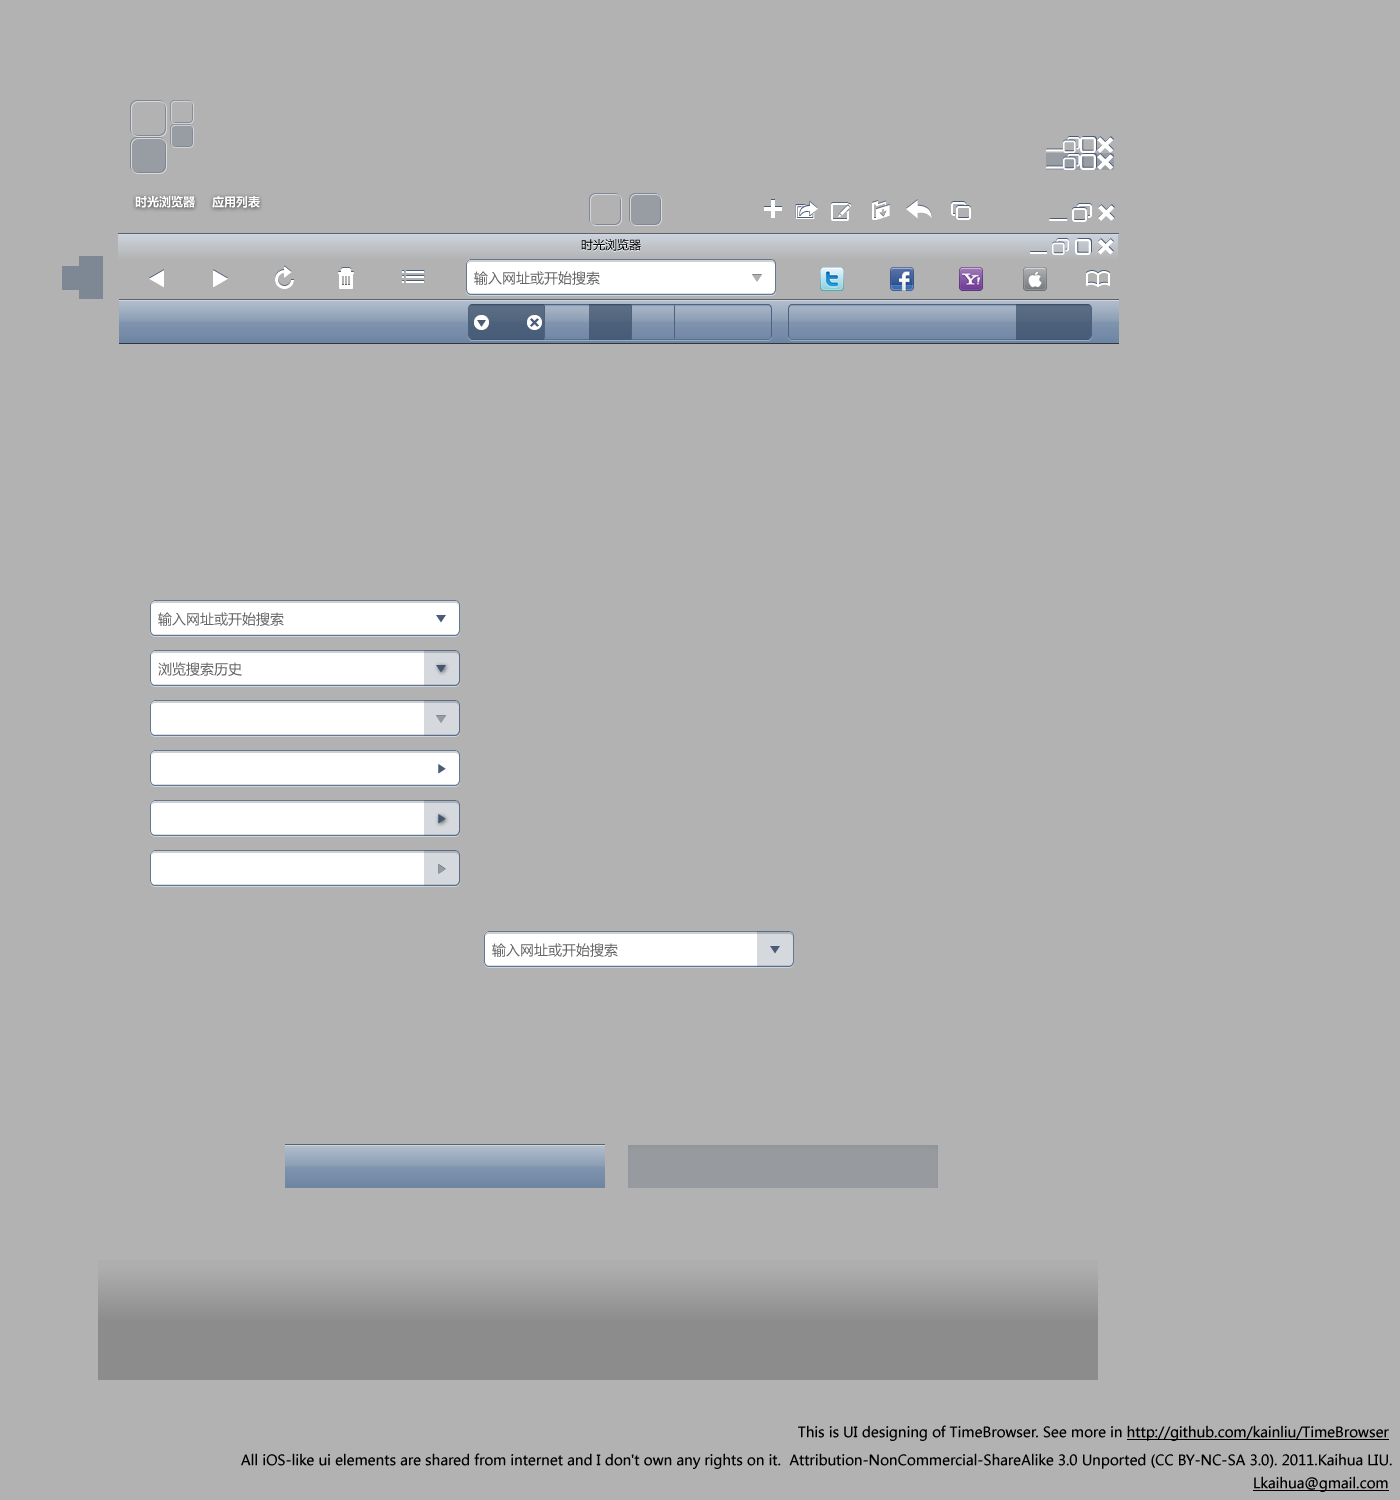 时光浏览器 应用列表
时光浏览器
输入网址或开始搜索
输入网址或开始搜索
浏览搜索历史
输入网址或开始搜索
This is UI designing of TimeBrowser. See more in http://github.com/kainliu/TimeBrowser
All iOS-like ui elements are shared from internet and I don't own any rights on it. Attribution-NonCommercial-ShareAlike 3.0 Unported (CC BY-NC-SA 3.0). 2011.Kaihua LIU.
Lkaihua@gmail.com